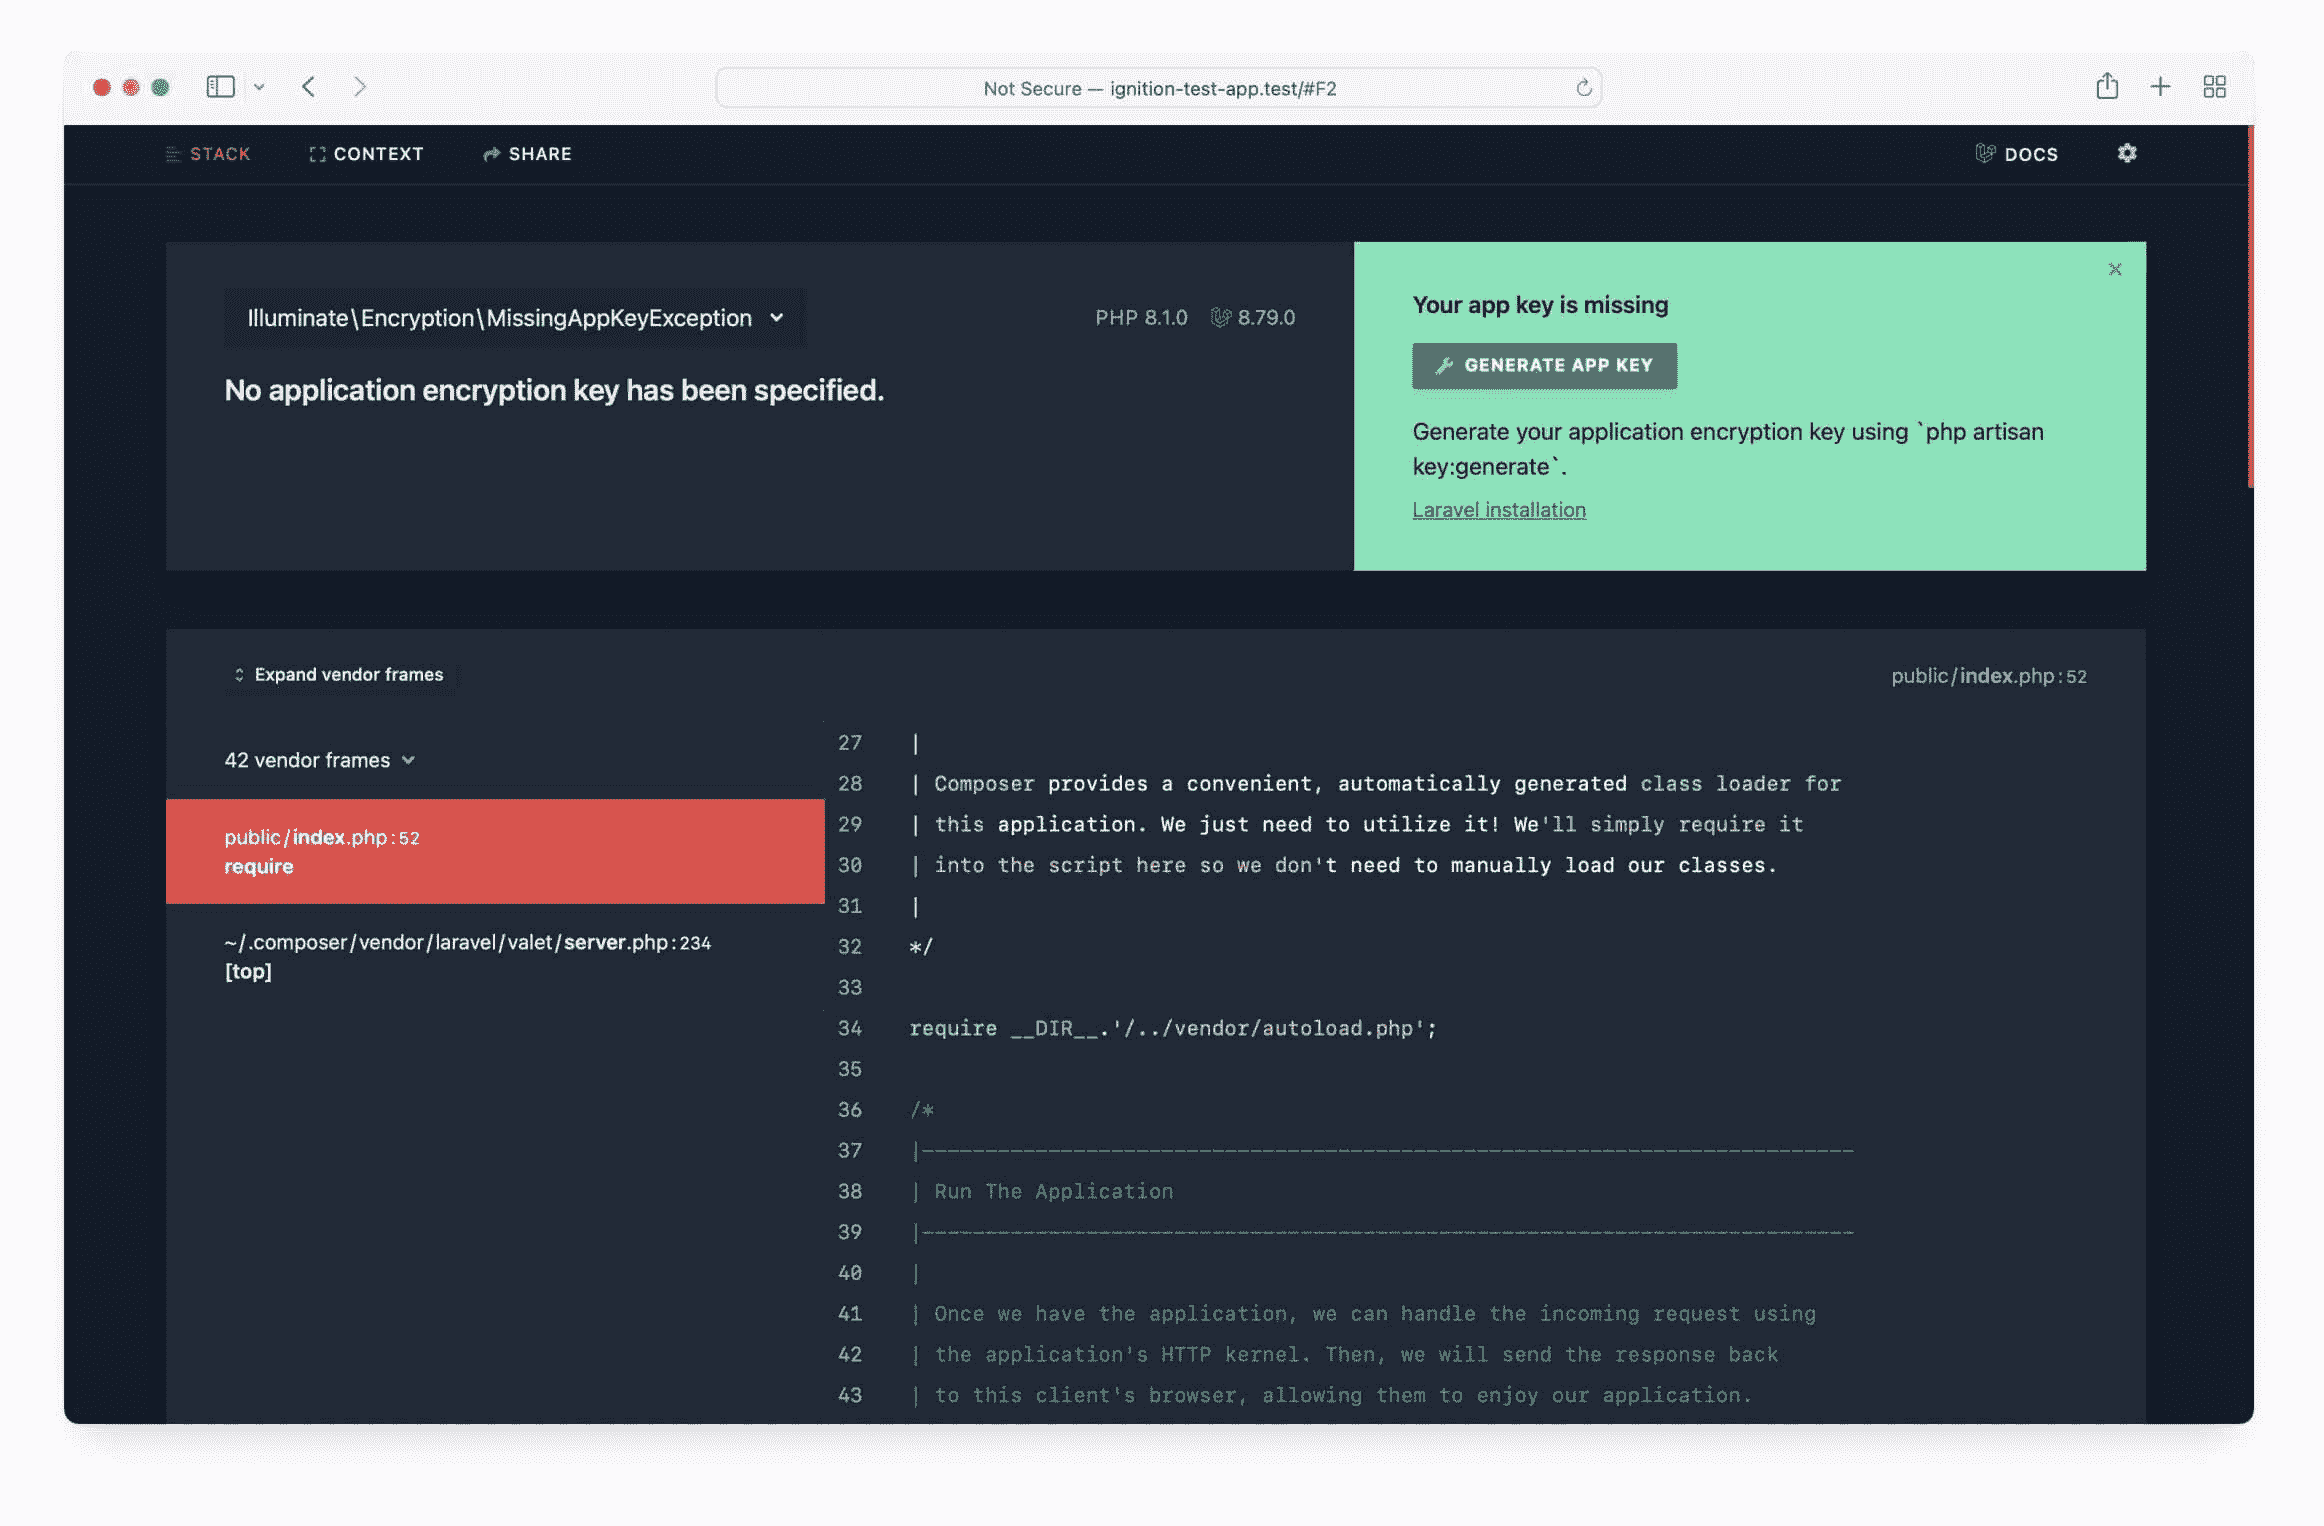 Not Secure — ignition-test-app.test/#F2
STACK CONTEXT SHARE DOCS
Illuminate\Encryption\MissingAppKeyException PHP 8.1.0 8.79.0
No application encryption key has been specified.
Your app key is missing
GENERATE APP KEY
Generate your application encryption key using `php artisan
key:generate`.
Laravel installation
Expand vendor frames
public/index.php:52
42 vendor frames
public/index.php:52
require
~/.composer/vendor/laravel/valet/server.php:234
[top]
27 |
28 | Composer provides a convenient, automatically generated class loader for
29 | this application. We just need to utilize it! We'll simply require it
30 | into the script here so we don't need to manually load our classes.
31 |
32 */
33
34 require __DIR__.'/../vendor/autoload.php';
35
36 /*
37 |--------------------------------------------------------------------------
38 | Run The Application
39 |--------------------------------------------------------------------------
40 |
41 | Once we have the application, we can handle the incoming request using
42 | the application's HTTP kernel. Then, we will send the response back
43 | to this client's browser, allowing them to enjoy our application.